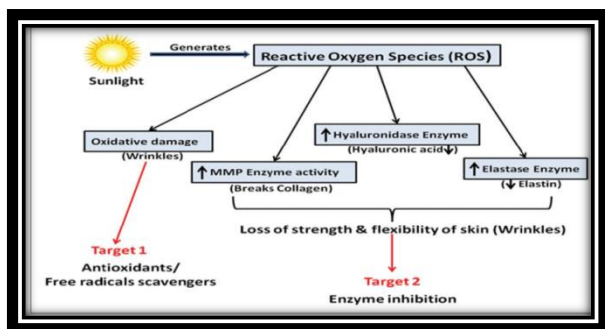 Generates
Reactive Oxygen Species (ROS)
Sunlight
Oxidative damage
(Wrinkles)
↑ Hyaluronidase Enzyme
(Hyaluronic acid↓)
↑ MMP Enzyme activity
(Breaks Collagen)
↑ Elastase Enzyme
(↓ Elastin)
Loss of strength & flexibility of skin (Wrinkles)
Target 1
Antioxidants/
Free radicals scavengers
Target 2
Enzyme inhibition